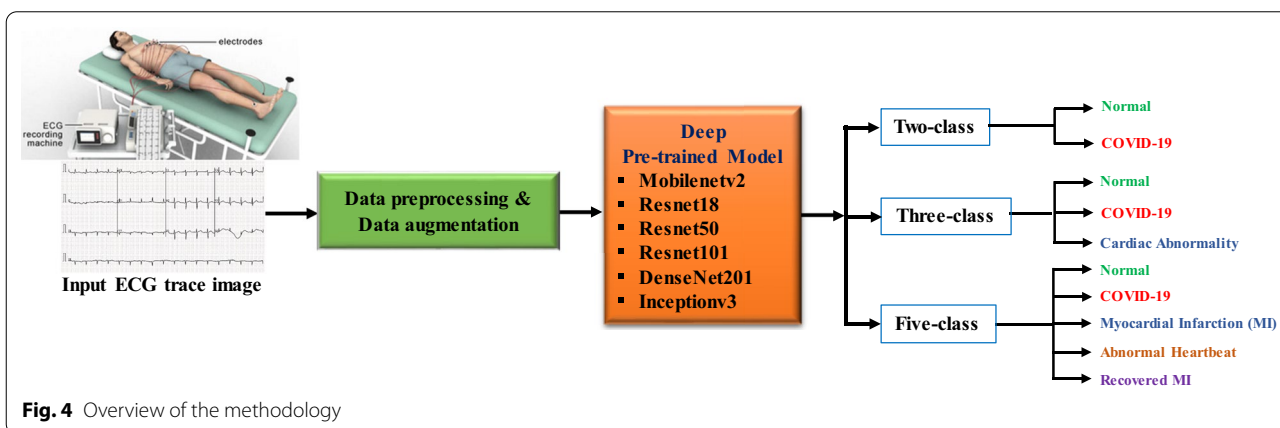 electrodes
ECG
recording
machine
Input ECG trace image
Data preprocessing &
Data augmentation
Deep
Pre-trained Model
▪ Mobilenetv2
▪ Resnet18
▪ Resnet50
▪ Resnet101
▪ DenseNet201
▪ Inceptionv3
Two-class
Normal
COVID-19
Three-class
Normal
COVID-19
Cardiac Abnormality
Five-class
Normal
COVID-19
Myocardial Infarction (MI)
Abnormal Heartbeat
Recovered MI
Fig. 4 Overview of the methodology